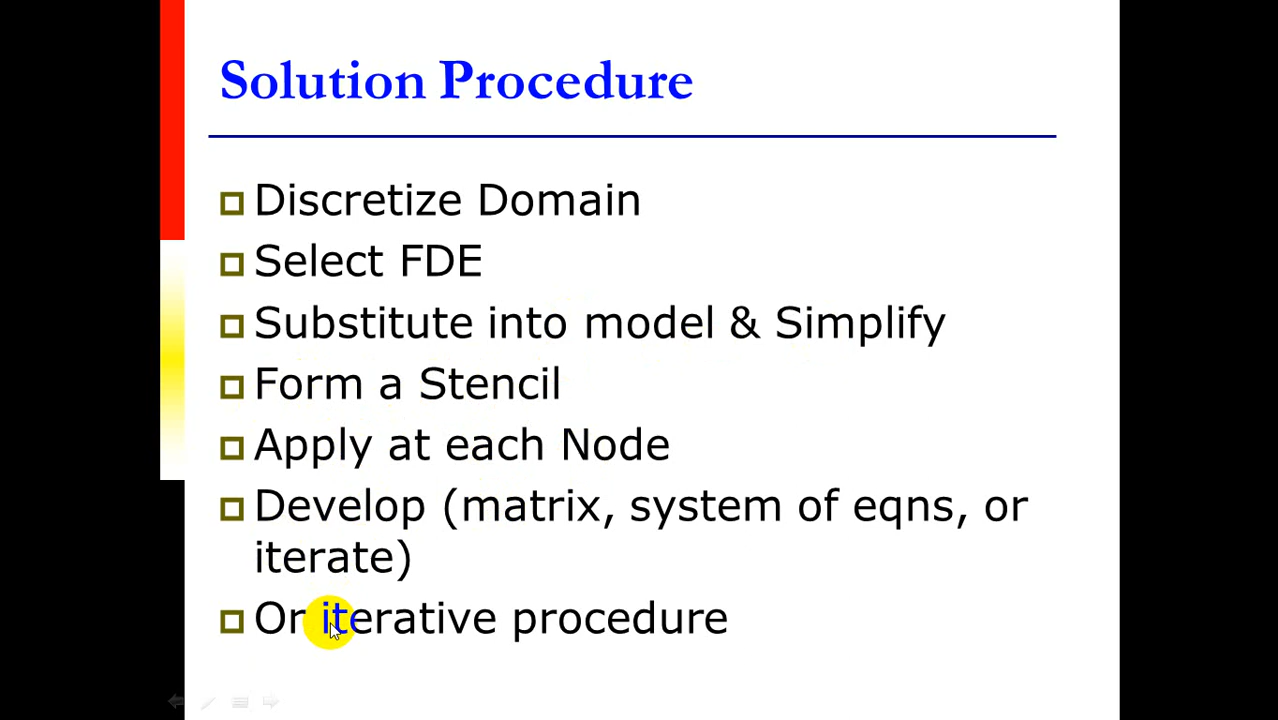 Solution Procedure
Discretize Domain
Select FDE
Substitute into model & Simplify
Form a Stencil
Apply at each Node
Develop (matrix, system of eqns, or
iterate)
Or iterative procedure